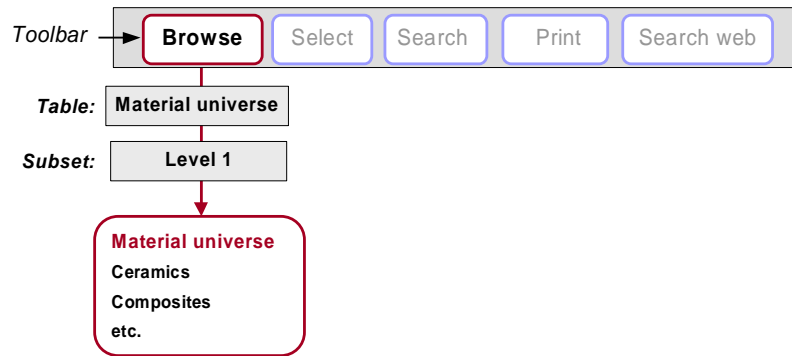 Toolbar Browse Select Search Print Search web
Table: Material universe
Subset: Level 1
Material universe
Ceramics
Composites
etc.